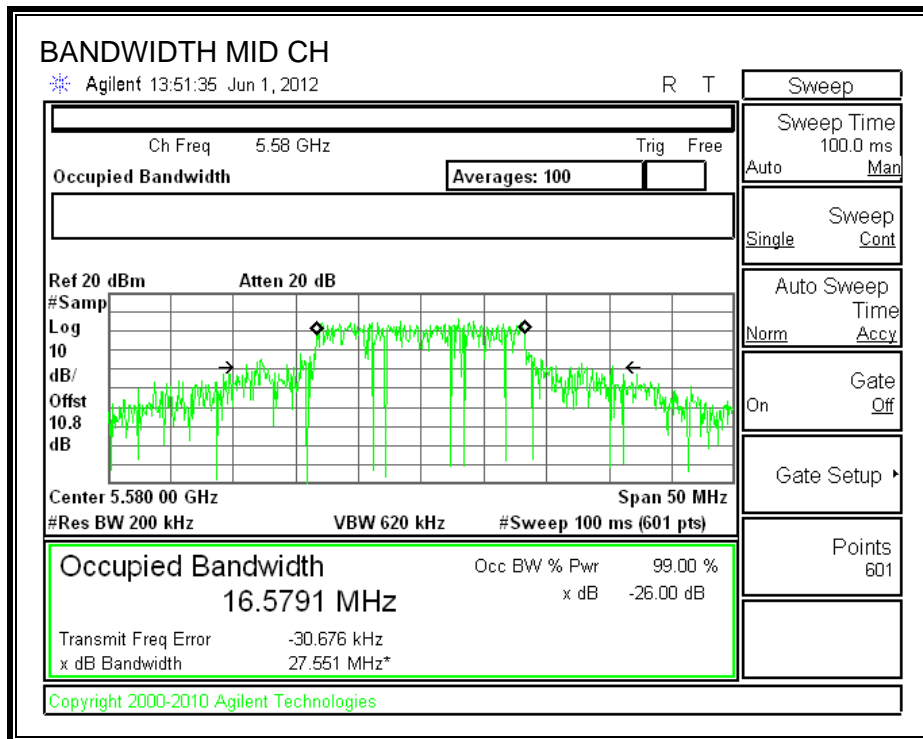 BANDWIDTH MID CH
Agilent 13:51:35 Jun 1, 2012 R T
Ch Freq 5.58 GHz Trig Free
Occupied Bandwidth Averages: 100
Ref 20 dBm Atten 20 dB
#Samp
Log
10
dB/
Offst
10.8
dB
Center 5.580 00 GHz Span 50 MHz
#Res BW 200 kHz VBW 620 kHz #Sweep 100 ms (601 pts)
Occupied Bandwidth Occ BW % Pwr 99.00 %
16.5791 MHz x dB -26.00 dB
Transmit Freq Error -30.676 kHz
x dB Bandwidth 27.551 MHz*
Copyright 2000-2010 Agilent Technologies
Sweep
Sweep Time
100.0 ms
Auto Man
Sweep
Single Cont
Auto Sweep
Time
Norm Accy
Gate
On Off
Gate Setup
Points
601